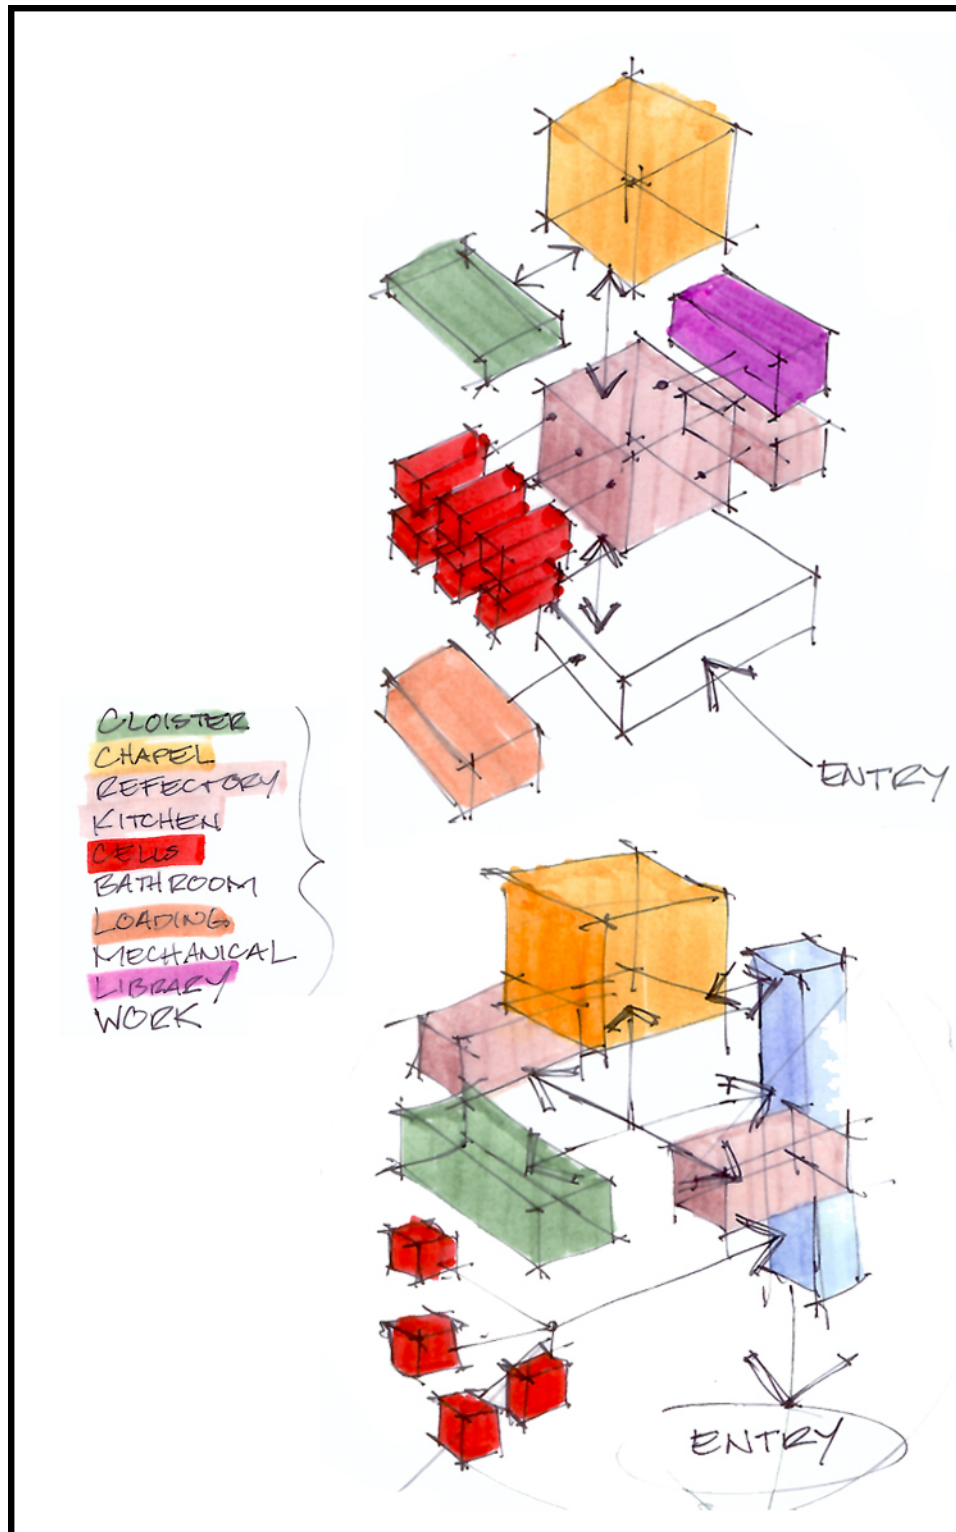 CLOISTER
CHAPEL
REFECTORY
KITCHEN
CELLS
BATHROOM
LOADING
MECHANICAL
LIBRARY
WORK
ENTRY
ENTRY